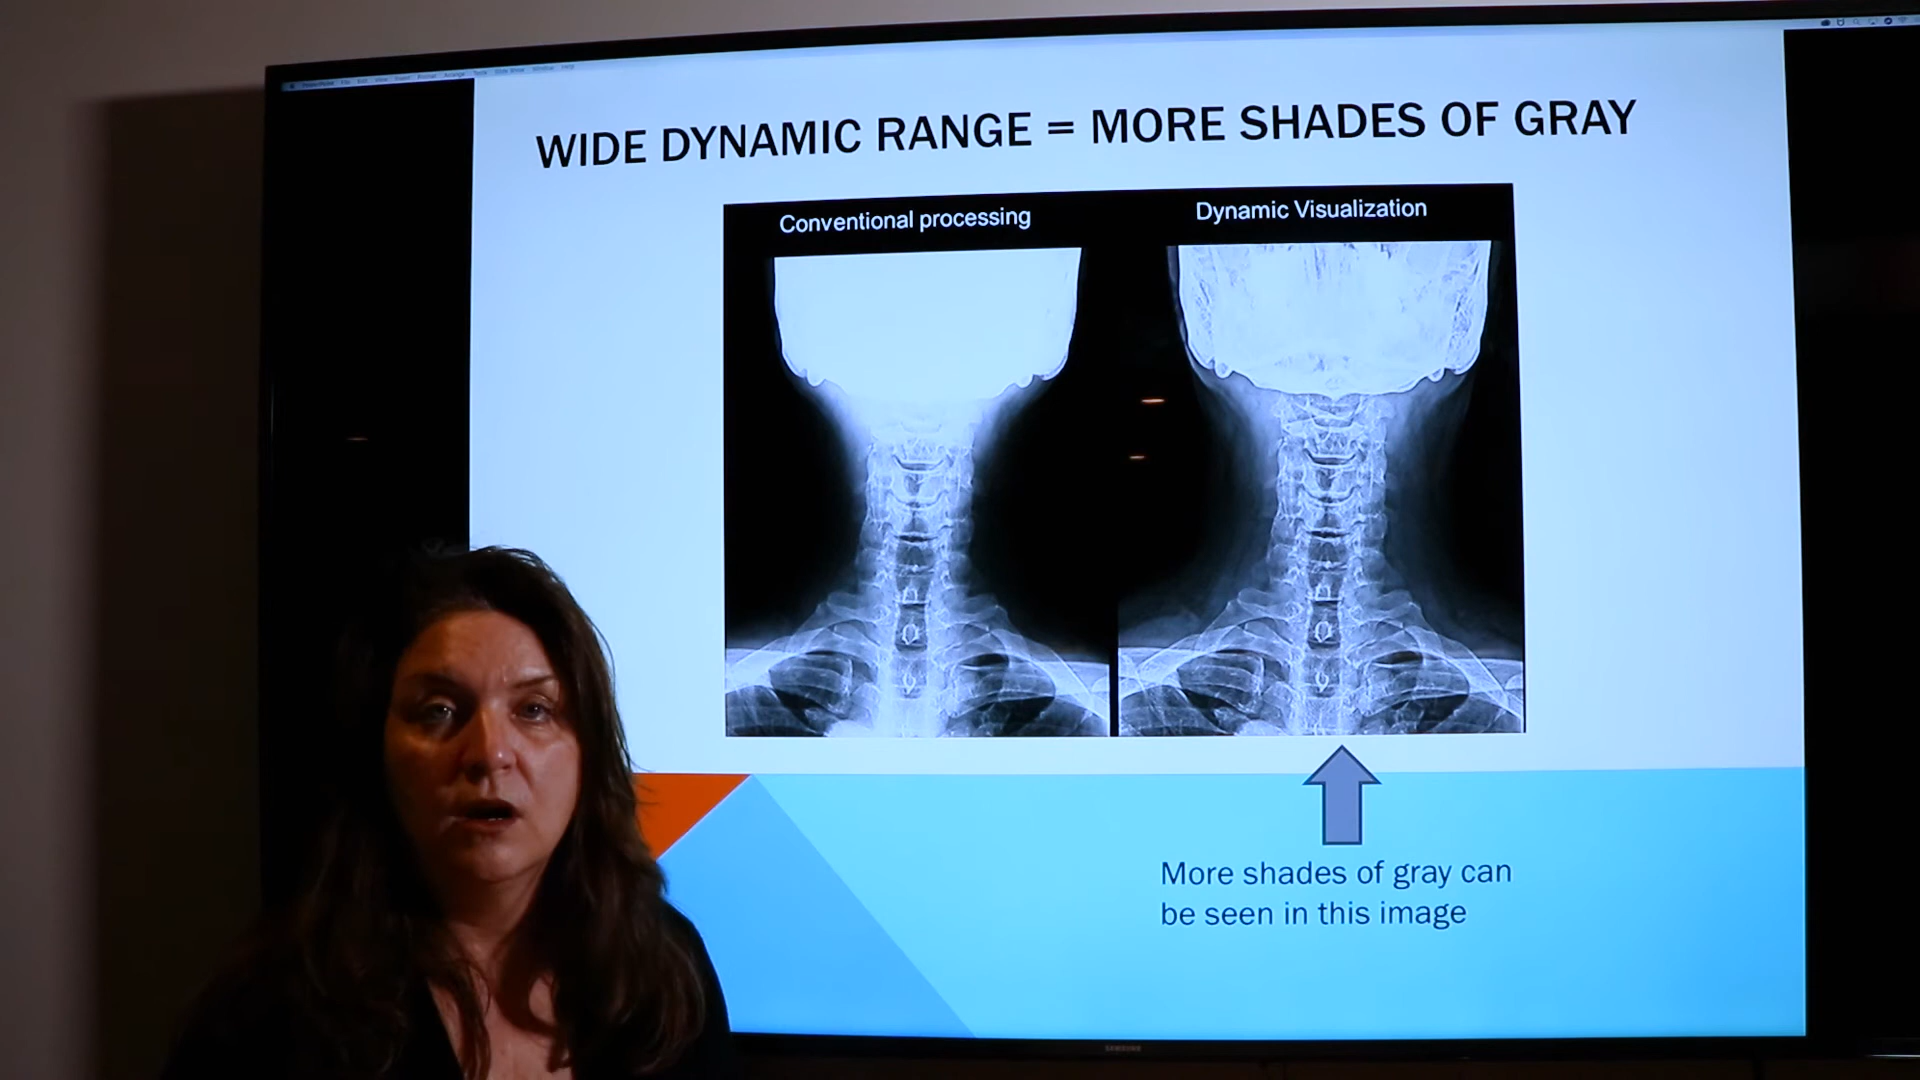 WIDE DYNAMIC RANGE = MORE SHADES OF GRAY
Conventional processing
Dynamic Visualization
More shades of gray can
be seen in this image
SAMSUNG